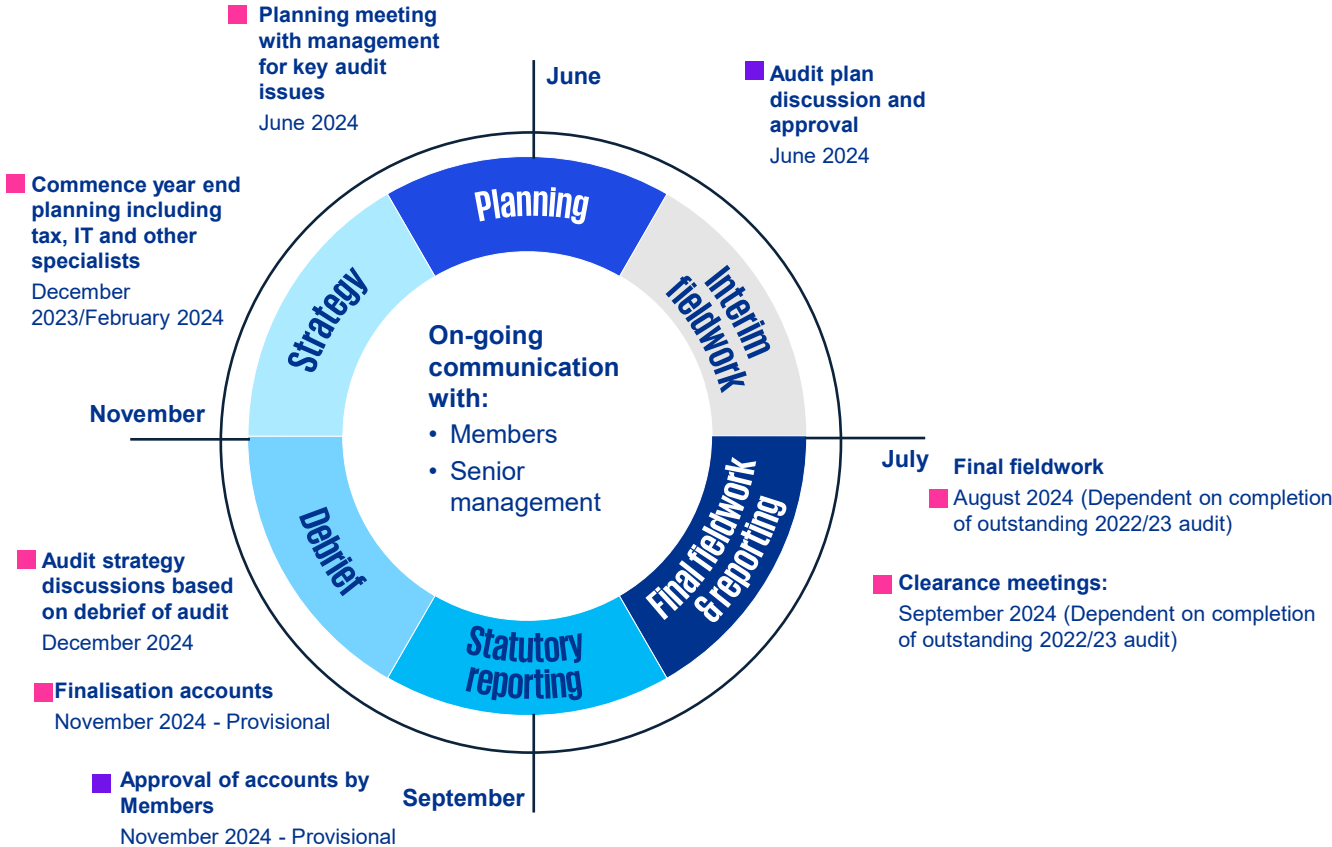 Planning meeting
with management
for key audit
issues
June 2024
June
Audit plan
discussion and
approval
June 2024
Commence year end
planning including
tax, IT and other
specialists
December
2023/February 2024
Planning
Strategy
Interim
fieldwork
On-going
communication
with:
• Members
• Senior
management
November
July
Final fieldwork
August 2024 (Dependent on completion
of outstanding 2022/23 audit)
Clearance meetings:
September 2024 (Dependent on completion
of outstanding 2022/23 audit)
Final fieldwork
& reporting
Debrief
Statutory
reporting
Audit strategy
discussions based
on debrief of audit
December 2024
Finalisation accounts
November 2024 - Provisional
Approval of accounts by
Members
November 2024 - Provisional
September